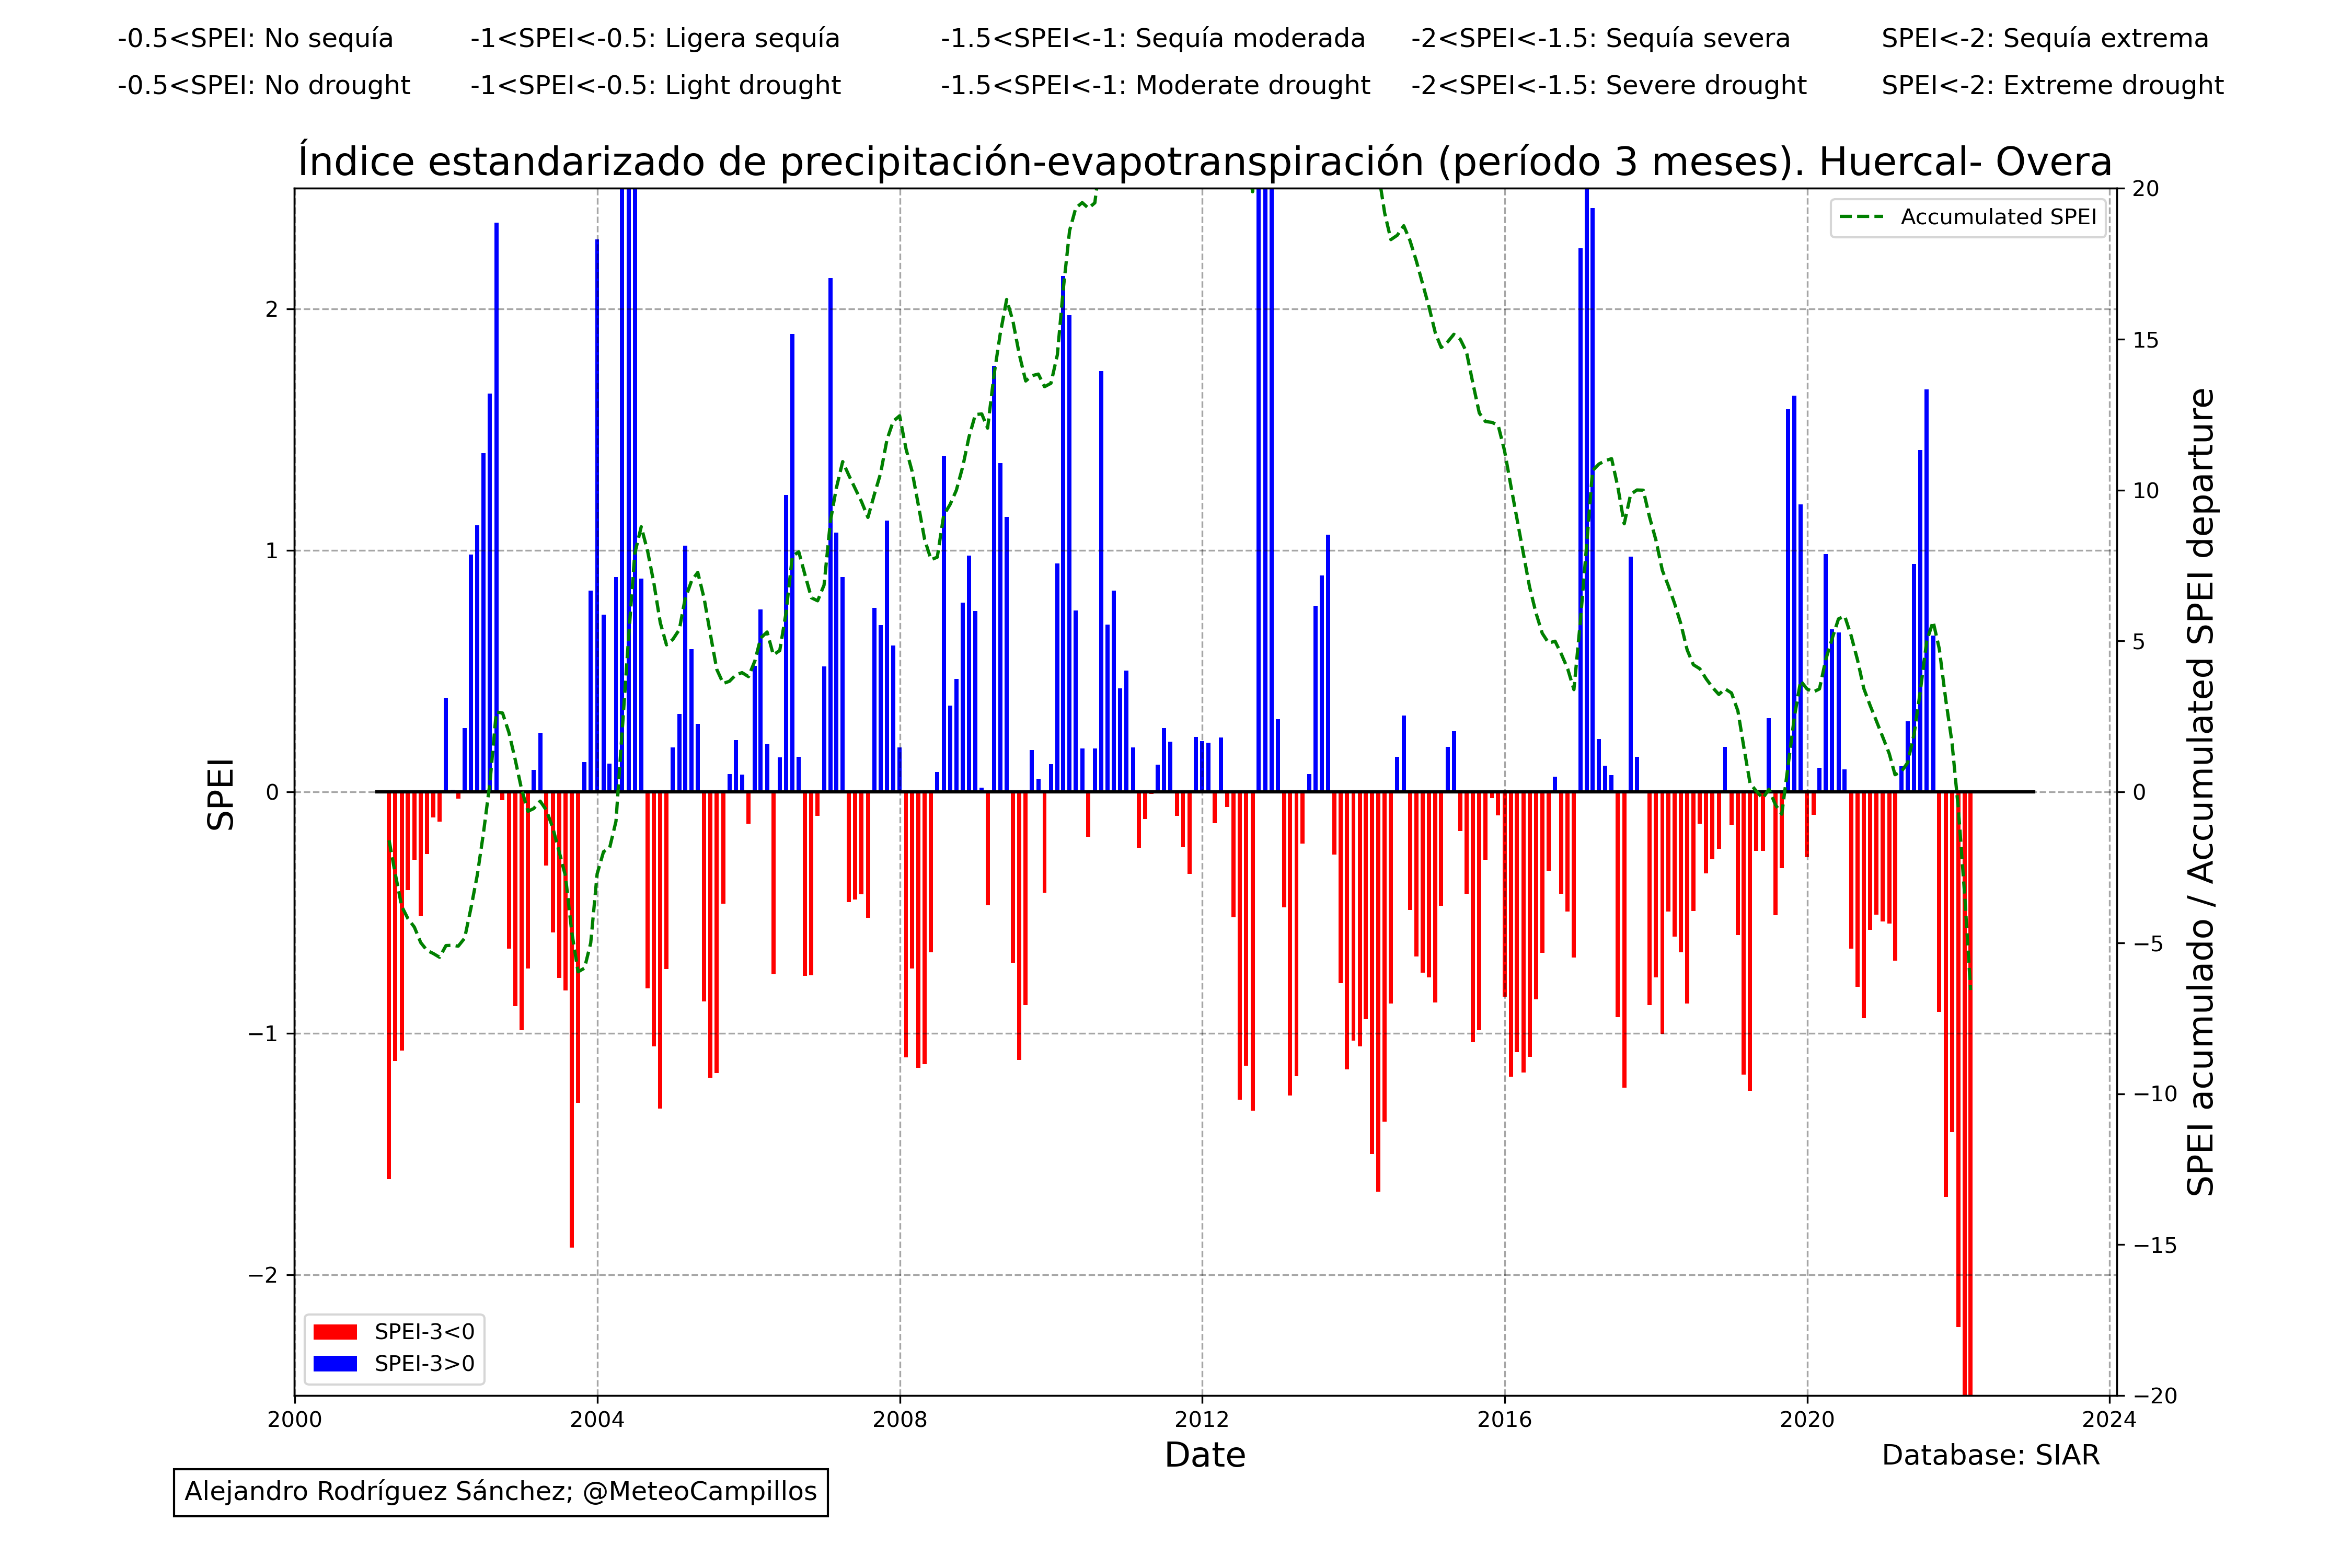 -0.5<SPEI: No sequía -1<SPEI<-0.5: Ligera sequía -1.5<SPEI<-1: Sequía moderada -2<SPEI<-1.5: Sequía severa SPEI<-2: Sequía extrema
-0.5<SPEI: No drought -1<SPEI<-0.5: Light drought -1.5<SPEI<-1: Moderate drought -2<SPEI<-1.5: Severe drought SPEI<-2: Extreme drought
Índice estandarizado de precipitación-evapotranspiración (período 3 meses). Huercal- Overa
Accumulated SPEI
2
1
0
−1
−2
SPEI
20
15
10
5
0
−5
−10
−15
−20
SPEI acumulado / Accumulated SPEI departure
SPEI-3<0
SPEI-3>0
2000 2004 2008 2012 2016 2020 2024
Date
Database: SIAR
Alejandro Rodríguez Sánchez; @MeteoCampillos